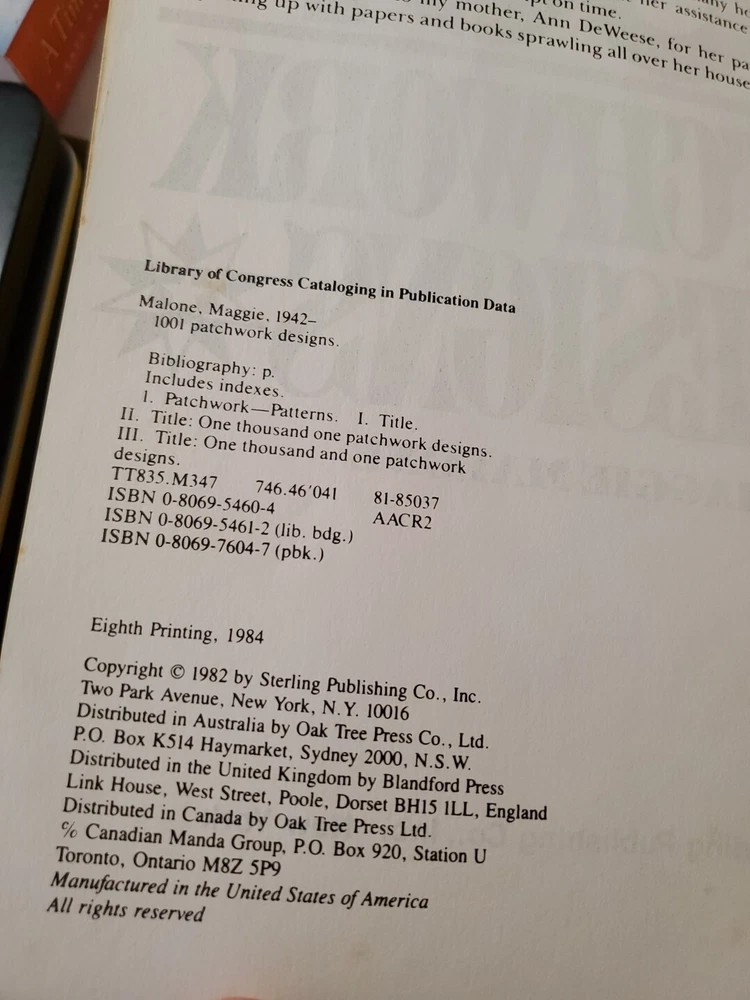 A Tim
any he
pt on time. her assistance
my mother, Ann DeWeese, for her pa
up with papers and books sprawling all over her house
Library of Congress Cataloging in Publication Data
Malone, Maggie, 1942–
1001 patchwork designs.
Bibliography: p.
Includes indexes.
1. Patchwork—Patterns. I. Title.
II. Title: One thousand one patchwork designs.
III. Title: One thousand and one patchwork
designs.
TT835.M347 746.46′041 81-85037
ISBN 0-8069-5460-4 AACR2
ISBN 0-8069-5461-2 (lib. bdg.)
ISBN 0-8069-7604-7 (pbk.)
Eighth Printing, 1984
Copyright © 1982 by Sterling Publishing Co., Inc.
Two Park Avenue, New York, N.Y. 10016
Distributed in Australia by Oak Tree Press Co., Ltd.
P.O. Box K514 Haymarket, Sydney 2000, N.S.W.
Distributed in the United Kingdom by Blandford Press
Link House, West Street, Poole, Dorset BH15 1LL, England
Distributed in Canada by Oak Tree Press Ltd.
℅ Canadian Manda Group, P.O. Box 920, Station U
Toronto, Ontario M8Z 5P9
Manufactured in the United States of America
All rights reserved